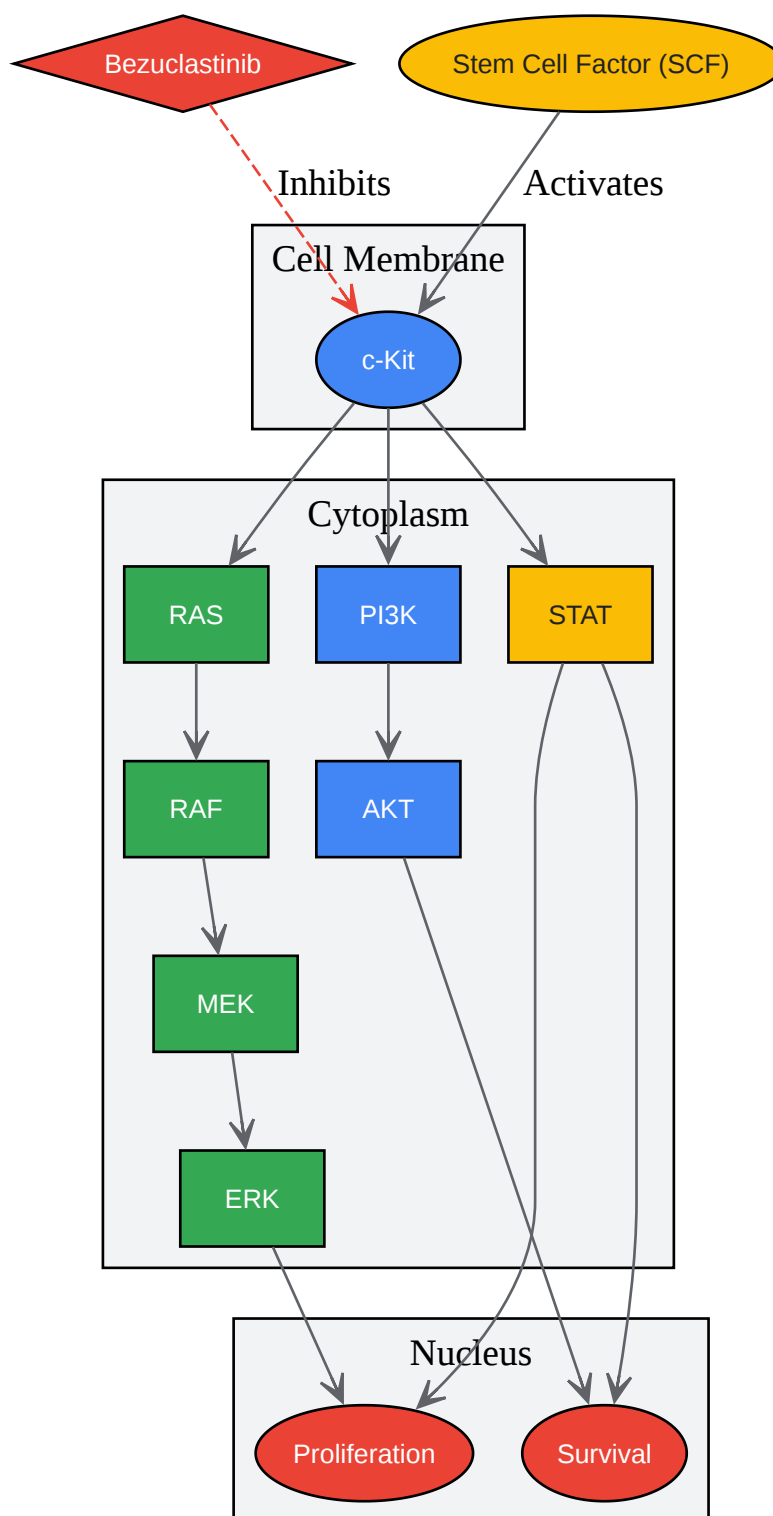 Bezuclastinib
Stem Cell Factor (SCF)
Inhibits
Activates
Cell Membrane
c-Kit
Cytoplasm
RAS
PI3K
STAT
RAF
AKT
MEK
ERK
Nucleus
Proliferation
Survival